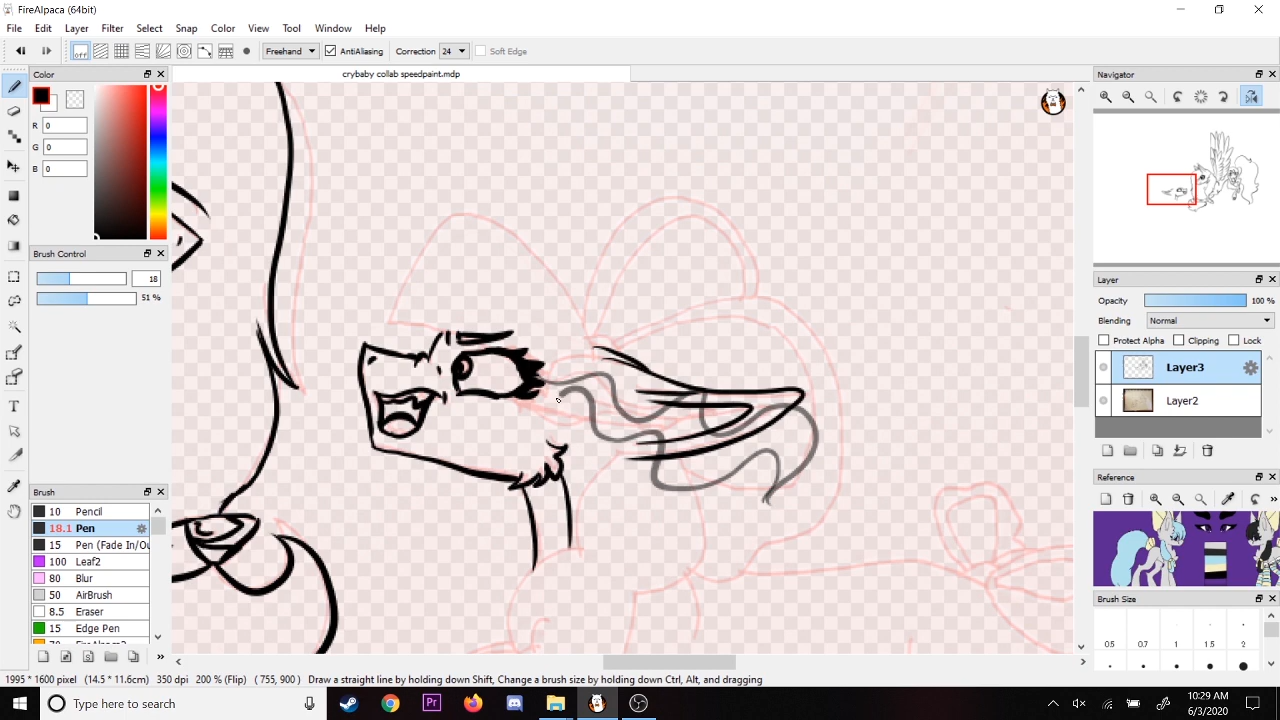 FireAlpaca (64bit)
File Edit Layer Filter Select Snap Color View Tool Window Help
off Freehand AntiAliasing Correction 24 Soft Edge
Color
crybaby collab speedpaint.mdp
Navigator
R 0
G 0
B 0
Brush Control
18
51 %
Layer
Opacity 100 %
Blending Normal
Protect Alpha Clipping Lock
Layer3
Layer2
Reference
Brush
10 Pencil
18.1 Pen
15 Pen (Fade In/Ou
100 Leaf2
80 Blur
50 AirBrush
8.5 Eraser
15 Edge Pen
Brush Size
0.5 0.7 1 1.5 2
1995 * 1600 pixel (14.5 * 11.6cm) 350 dpi 200 % (Flip) ( 755, 900 ) Draw a straight line by holding down Shift, Change a brush size by holding down Ctrl, Alt, and dragging
Type here to search
Pr
10:29 AM
6/3/2020